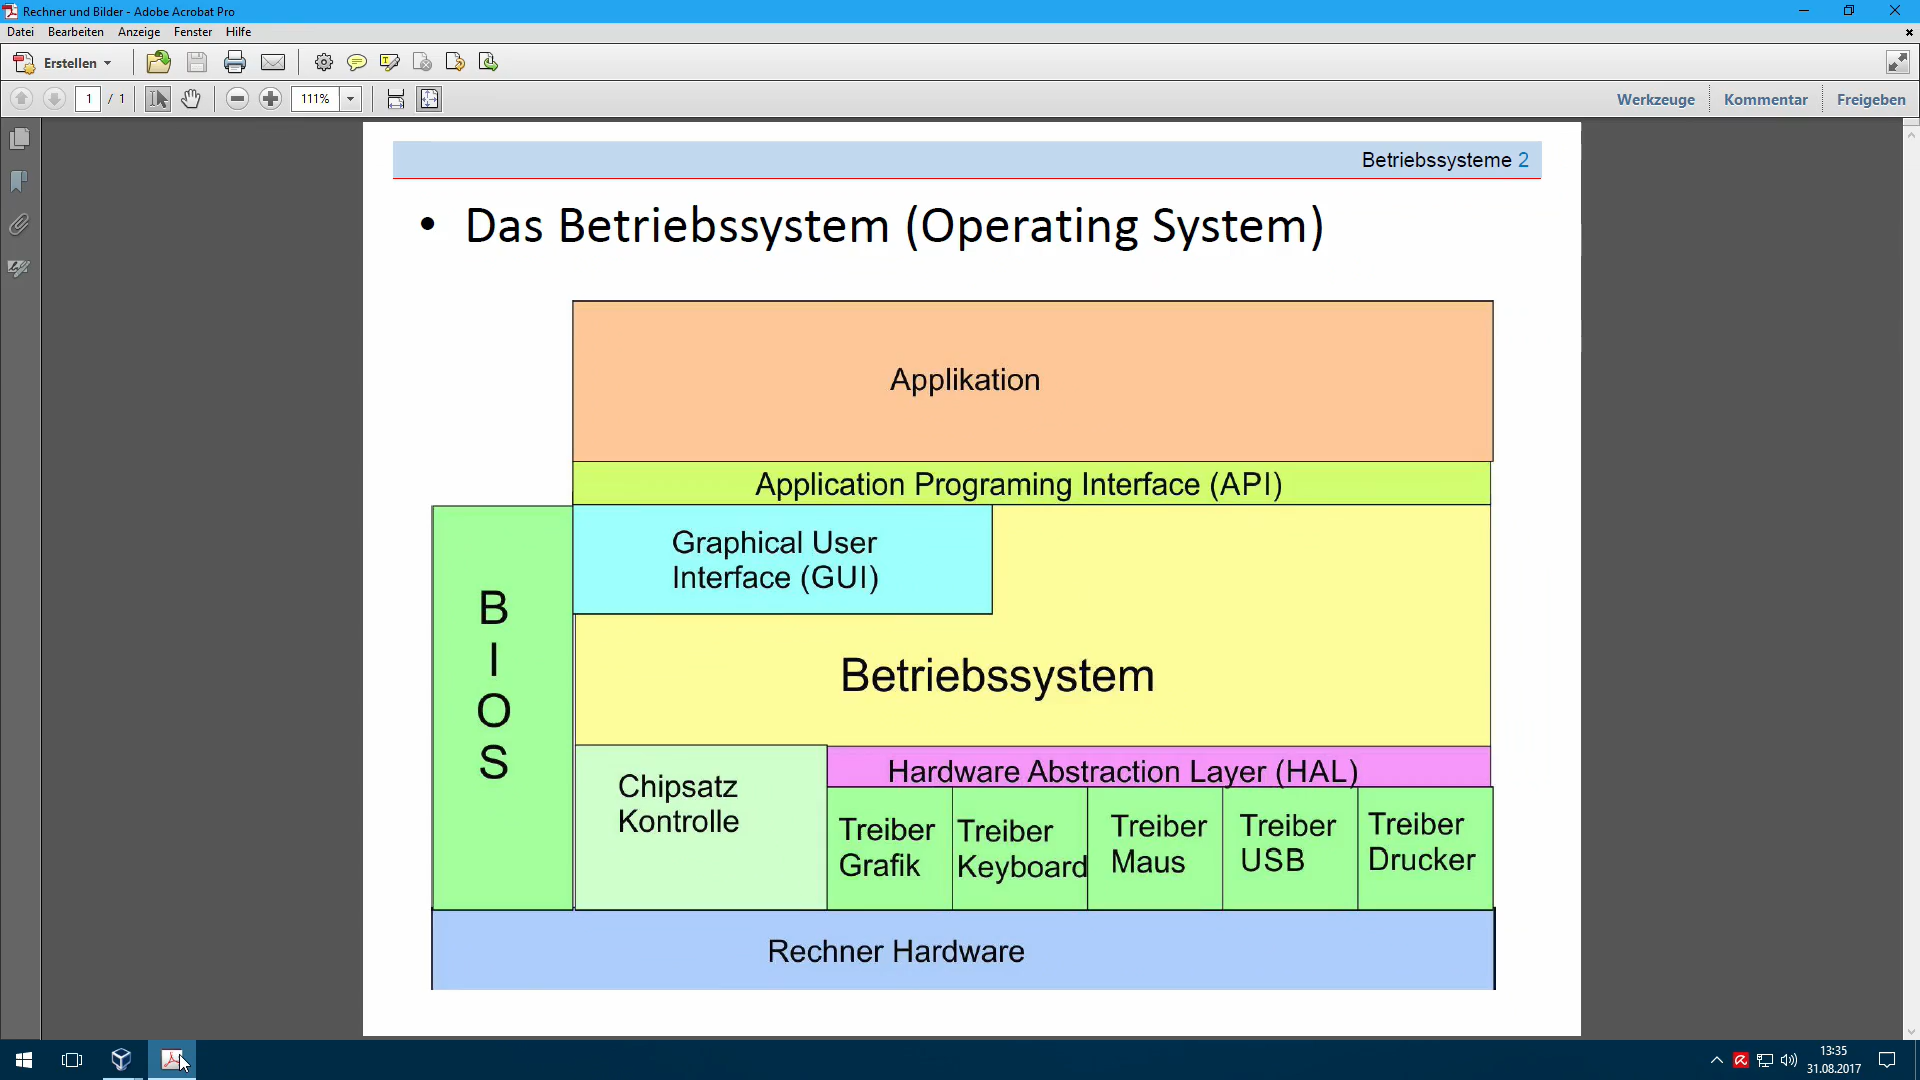 Rechner und Bilder - Adobe Acrobat Pro
Datei Bearbeiten Anzeige Fenster Hilfe
Erstellen
1 / 1 111% Werkzeuge Kommentar Freigeben
Betriebssysteme 2
• Das Betriebssystem (Operating System)
Applikation
Application Programing Interface (API)
Graphical User
Interface (GUI)
B
I
O
S
Betriebssystem
Chipsatz
Kontrolle
Hardware Abstraction Layer (HAL)
Treiber
Grafik
Treiber
Keyboard
Treiber
Maus
Treiber
USB
Treiber
Drucker
Rechner Hardware
13:35
31.08.2017